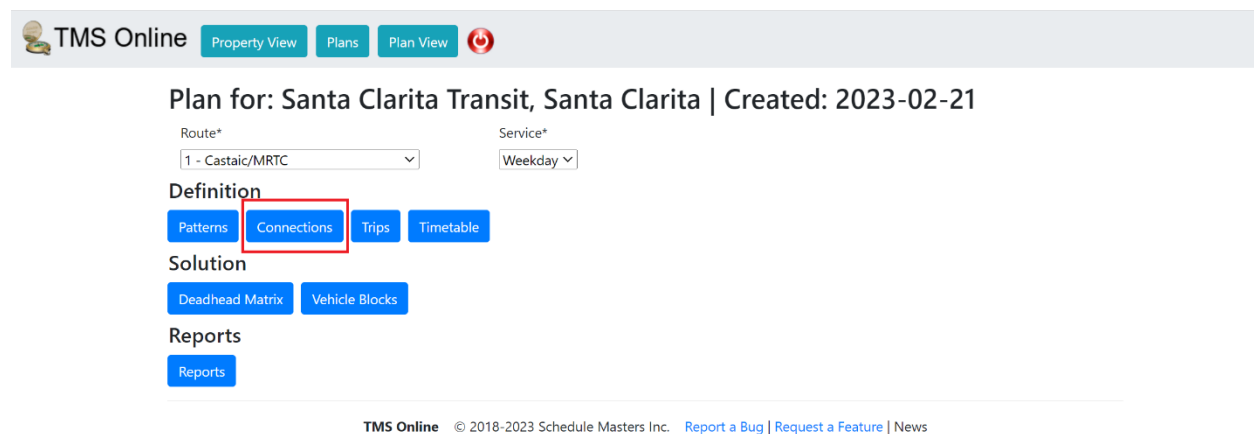 TMS Online Property View Plans Plan View
Plan for: Santa Clarita Transit, Santa Clarita | Created: 2023-02-21
Route* Service*
1 - Castaic/MRTC Weekday
Definition
Patterns Connections Trips Timetable
Solution
Deadhead Matrix Vehicle Blocks
Reports
Reports
TMS Online © 2018-2023 Schedule Masters Inc. Report a Bug | Request a Feature | News